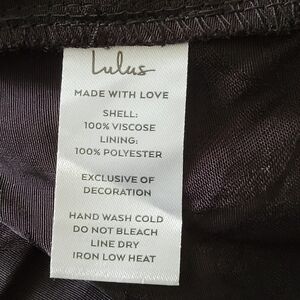 Lulus
MADE WITH LOVE
SHELL:
100% VISCOSE
LINING:
100% POLYESTER
EXCLUSIVE OF
DECORATION
HAND WASH COLD
DO NOT BLEACH
LINE DRY
IRON LOW HEAT